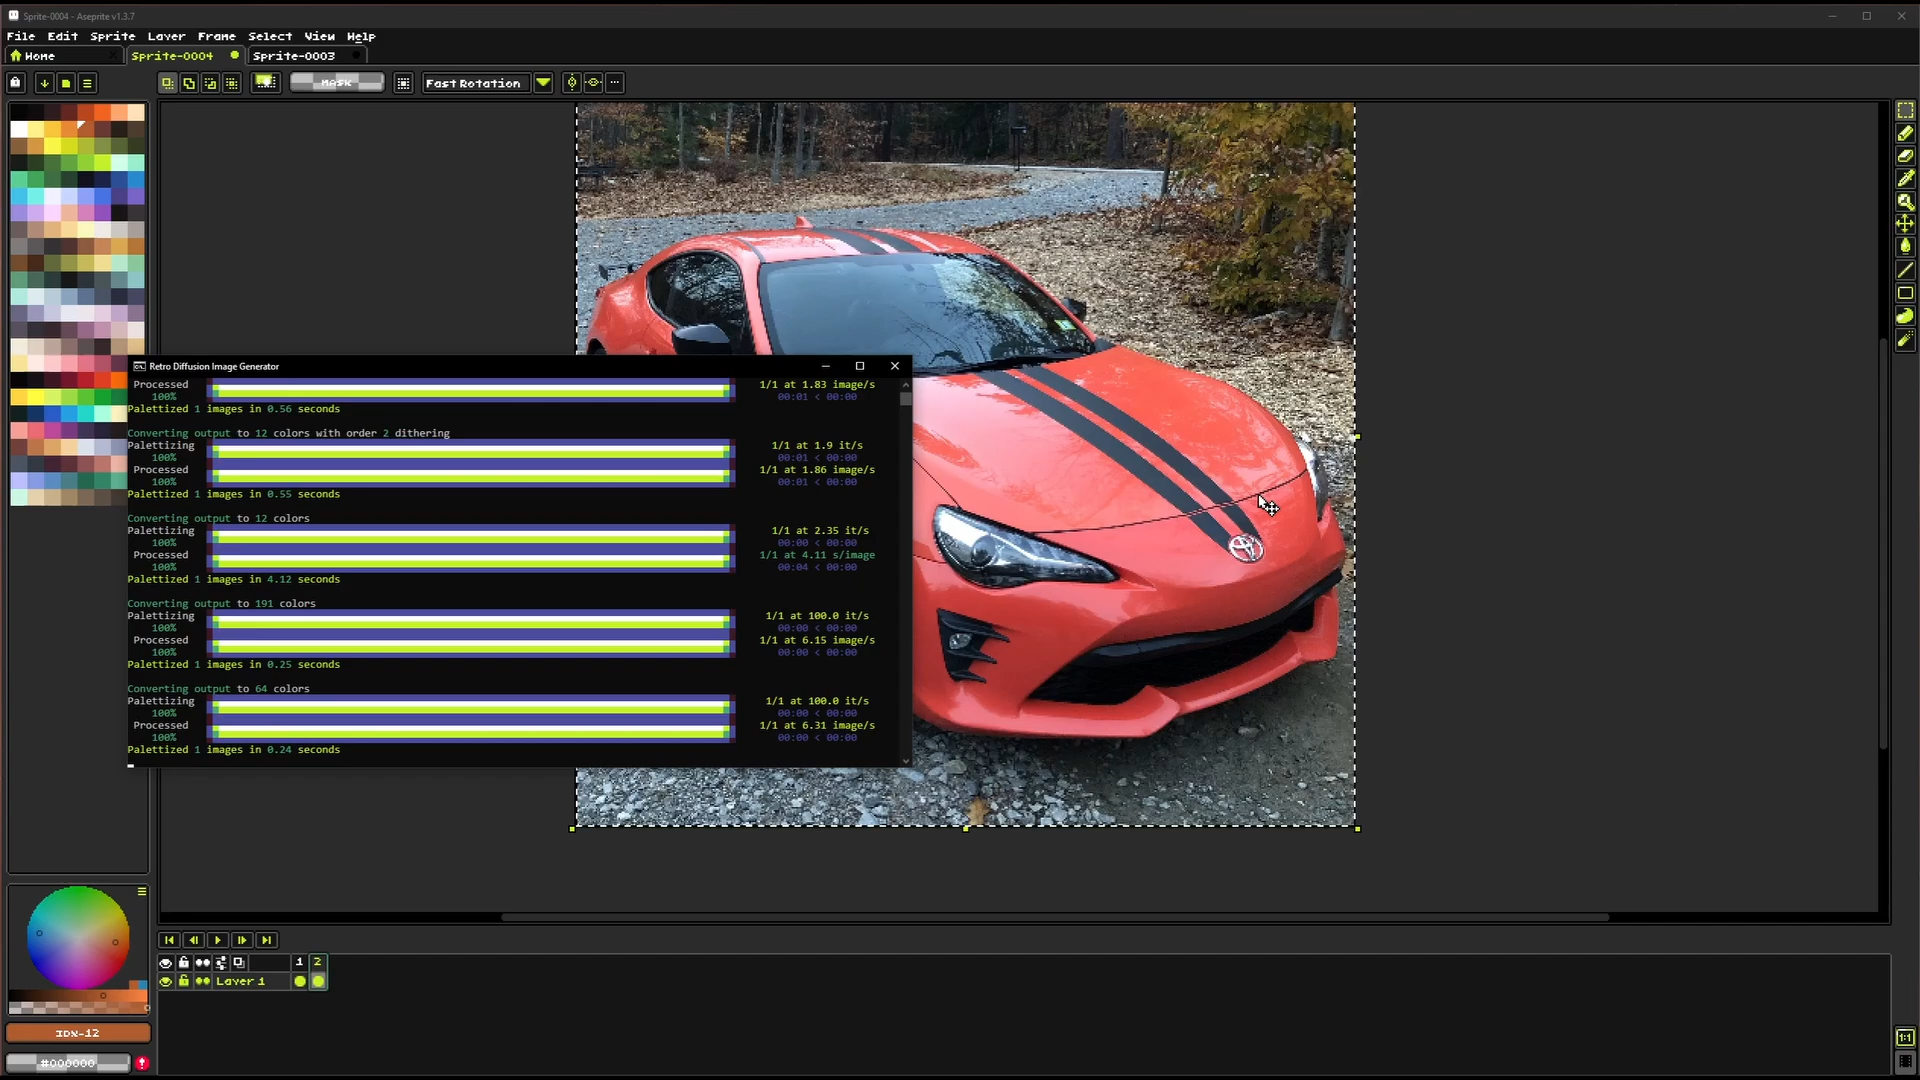 Sprite-0004 - Aseprite v1.3.7
File Edit Sprite Layer Frame Select View Help
Home Sprite-0004 Sprite-0003
MASK Fast Rotation ...
Retro Diffusion Image Generator
Processed 1/1 at 1.83 image/s
100% 00:01 < 00:00
Palettized 1 images in 0.56 seconds
Converting output to 12 colors with order 2 dithering
Palettizing 1/1 at 1.9 it/s
100% 00:01 < 00:00
Processed 1/1 at 1.86 image/s
100% 00:01 < 00:00
Palettized 1 images in 0.55 seconds
Converting output to 12 colors
Palettizing 1/1 at 2.35 it/s
100% 00:00 < 00:00
Processed 1/1 at 4.11 s/image
100% 00:04 < 00:00
Palettized 1 images in 4.12 seconds
Converting output to 191 colors
Palettizing 1/1 at 100.0 it/s
100% 00:00 < 00:00
Processed 1/1 at 6.15 image/s
100% 00:00 < 00:00
Palettized 1 images in 0.25 seconds
Converting output to 64 colors
Palettizing 1/1 at 100.0 it/s
100% 00:00 < 00:00
Processed 1/1 at 6.31 image/s
100% 00:00 < 00:00
Palettized 1 images in 0.24 seconds
1 2
Layer 1
IDX-12
#000000
1:1